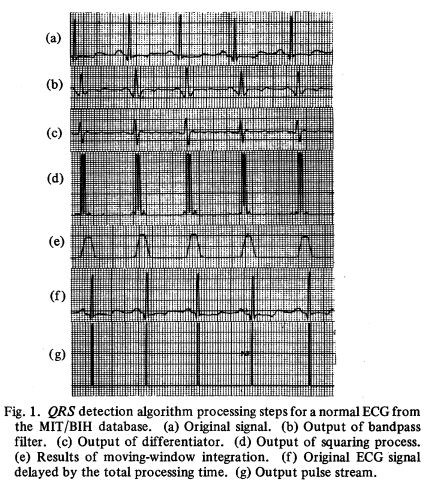 (a)
(b)
(c)
(d)
(e)
(f)
(g)
Fig. 1. QRS detection algorithm processing steps for a normal ECG from
the MIT/BIH database. (a) Original signal. (b) Output of bandpass
filter. (c) Output of differentiator. (d) Output of squaring process.
(e) Results of moving-window integration. (f) Original ECG signal
delayed by the total processing time. (g) Output pulse stream.